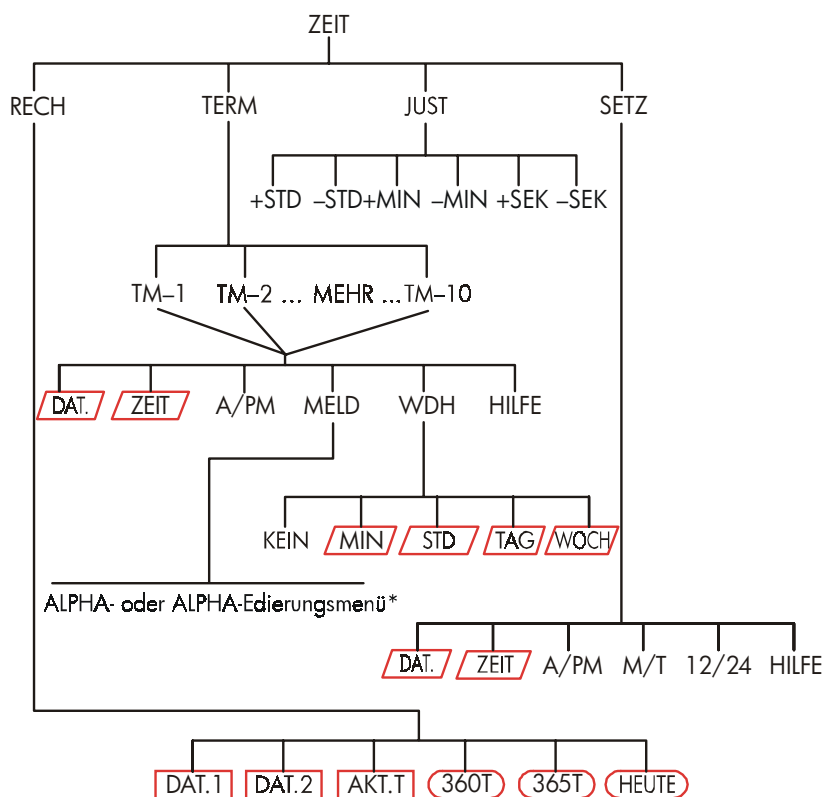 ZEIT
RECH TERM JUST SETZ
+STD –STD +MIN –MIN +SEK –SEK
TM–1 TM–2 ... MEHR ... TM–10
DAT. ZEIT A/PM MELD WDH HILFE
KEIN MIN STD TAG WOCH
ALPHA- oder ALPHA-Edierungsmenü*
DAT. ZEIT A/PM M/T 12/24 HILFE
DAT.1 DAT.2 AKT.T 360T 365T HEUTE